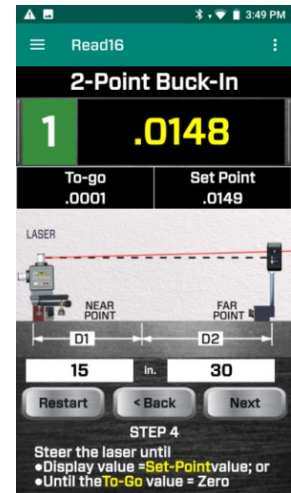 3:49 PM
Read16
2-Point Buck-In
1 .0148
To-go Set Point
.0001 .0149
LASER
NEAR POINT
FAR POINT
D1 D2
15 in. 30
Restart < Back Next
STEP 4
Steer the laser until
•Display value =Set-Pointvalue; or
•Until theTo-Go value = Zero